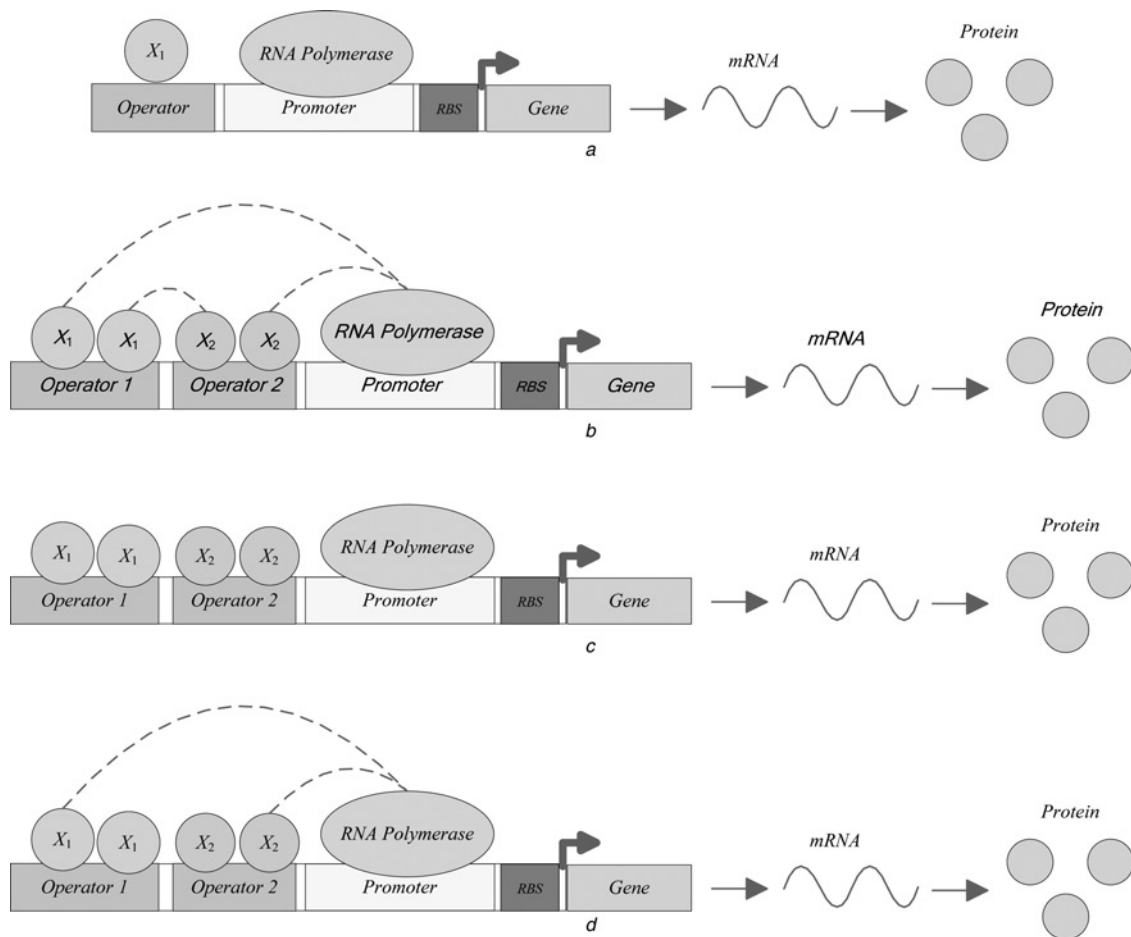 X1 RNA Polymerase Protein
mRNA
Operator Promoter RBS Gene
a
X1 X1 X2 X2 RNA Polymerase mRNA Protein
Operator 1 Operator 2 Promoter RBS Gene
b
X1 X1 X2 X2 RNA Polymerase mRNA Protein
Operator 1 Operator 2 Promoter RBS Gene
c
X1 X1 X2 X2 RNA Polymerase mRNA Protein
Operator 1 Operator 2 Promoter RBS Gene
d